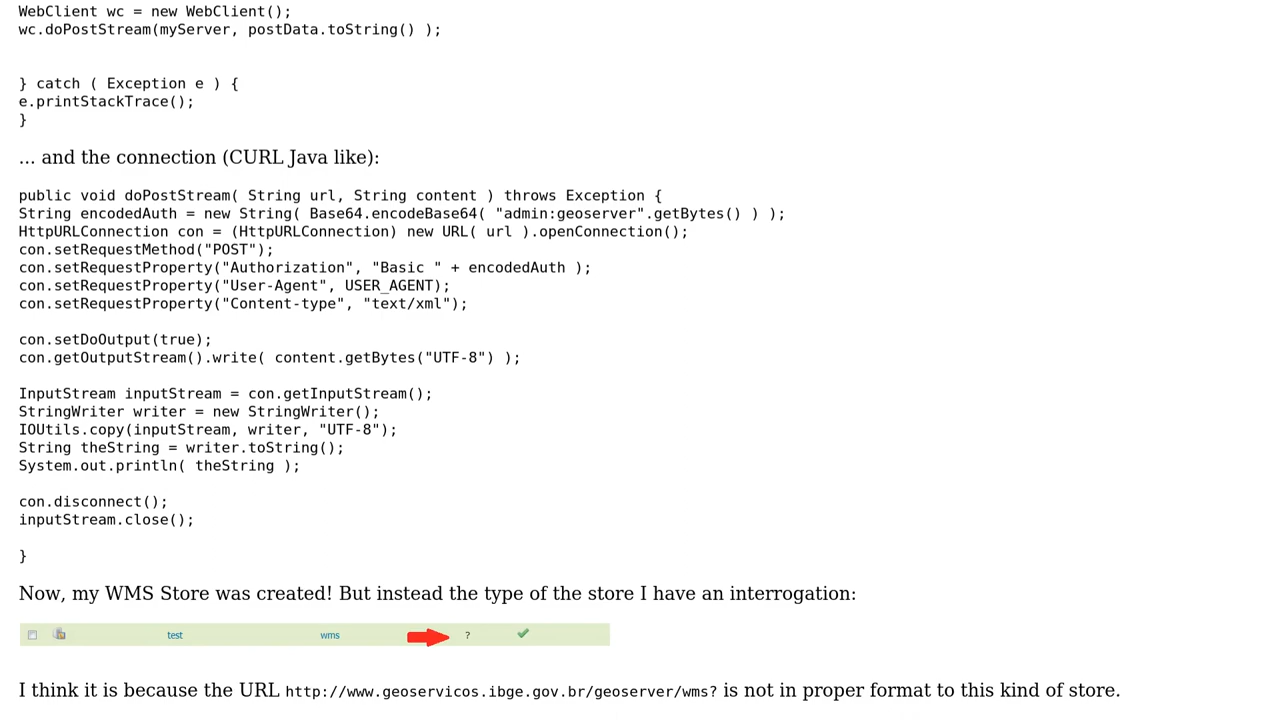 WebClient wc = new WebClient();
wc.doPostStream(myServer, postData.toString() );
} catch ( Exception e ) {
e.printStackTrace();
}
... and the connection (CURL Java like):
public void doPostStream( String url, String content ) throws Exception {
String encodedAuth = new String( Base64.encodeBase64( "admin:geoserver".getBytes() ) );
HttpURLConnection con = (HttpURLConnection) new URL( url ).openConnection();
con.setRequestMethod("POST");
con.setRequestProperty("Authorization", "Basic " + encodedAuth );
con.setRequestProperty("User-Agent", USER_AGENT);
con.setRequestProperty("Content-type", "text/xml");
con.setDoOutput(true);
con.getOutputStream().write( content.getBytes("UTF-8") );
InputStream inputStream = con.getInputStream();
StringWriter writer = new StringWriter();
IOUtils.copy(inputStream, writer, "UTF-8");
String theString = writer.toString();
System.out.println( theString );
con.disconnect();
inputStream.close();
}
Now, my WMS Store was created! But instead the type of the store I have an interrogation:
test wms ?
I think it is because the URL http://www.geoservicos.ibge.gov.br/geoserver/wms? is not in proper format to this kind of store.